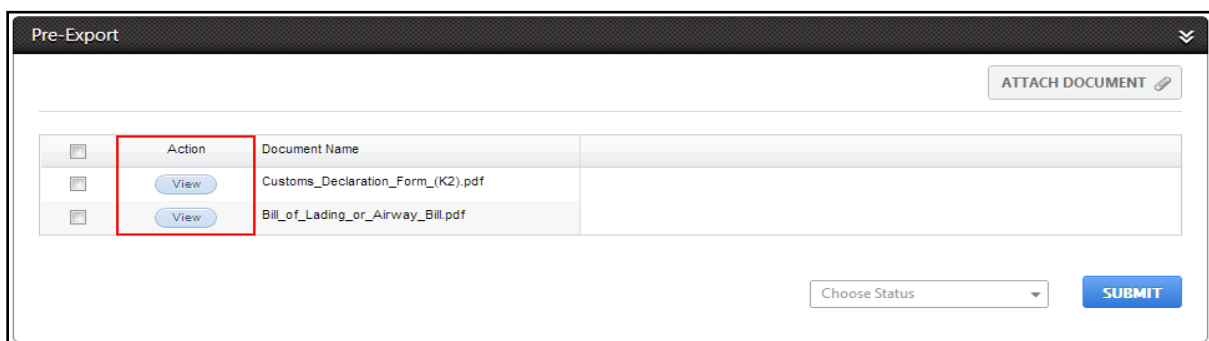 Pre-Export
ATTACH DOCUMENT
Action Document Name
View Customs_Declaration_Form_(K2).pdf
View Bill_of_Lading_or_Airway_Bill.pdf
Choose Status SUBMIT